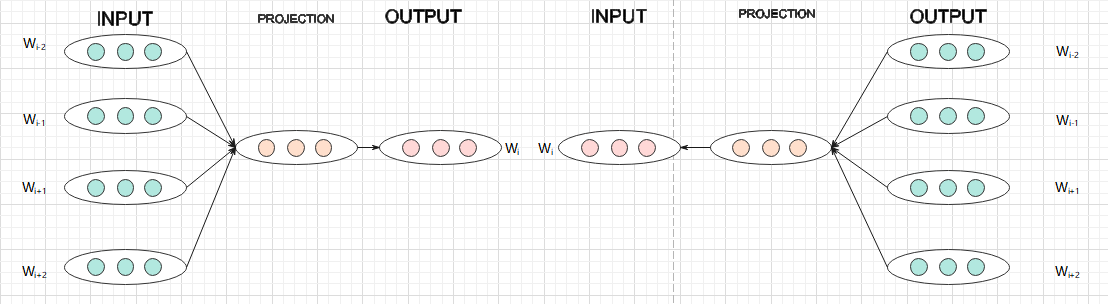 INPUT PROJECTION OUTPUT INPUT PROJECTION OUTPUT
Wi-2 Wi-2
Wi-1 Wi-1
Wi Wi
Wi+1 Wi+1
Wi+2 Wi+2